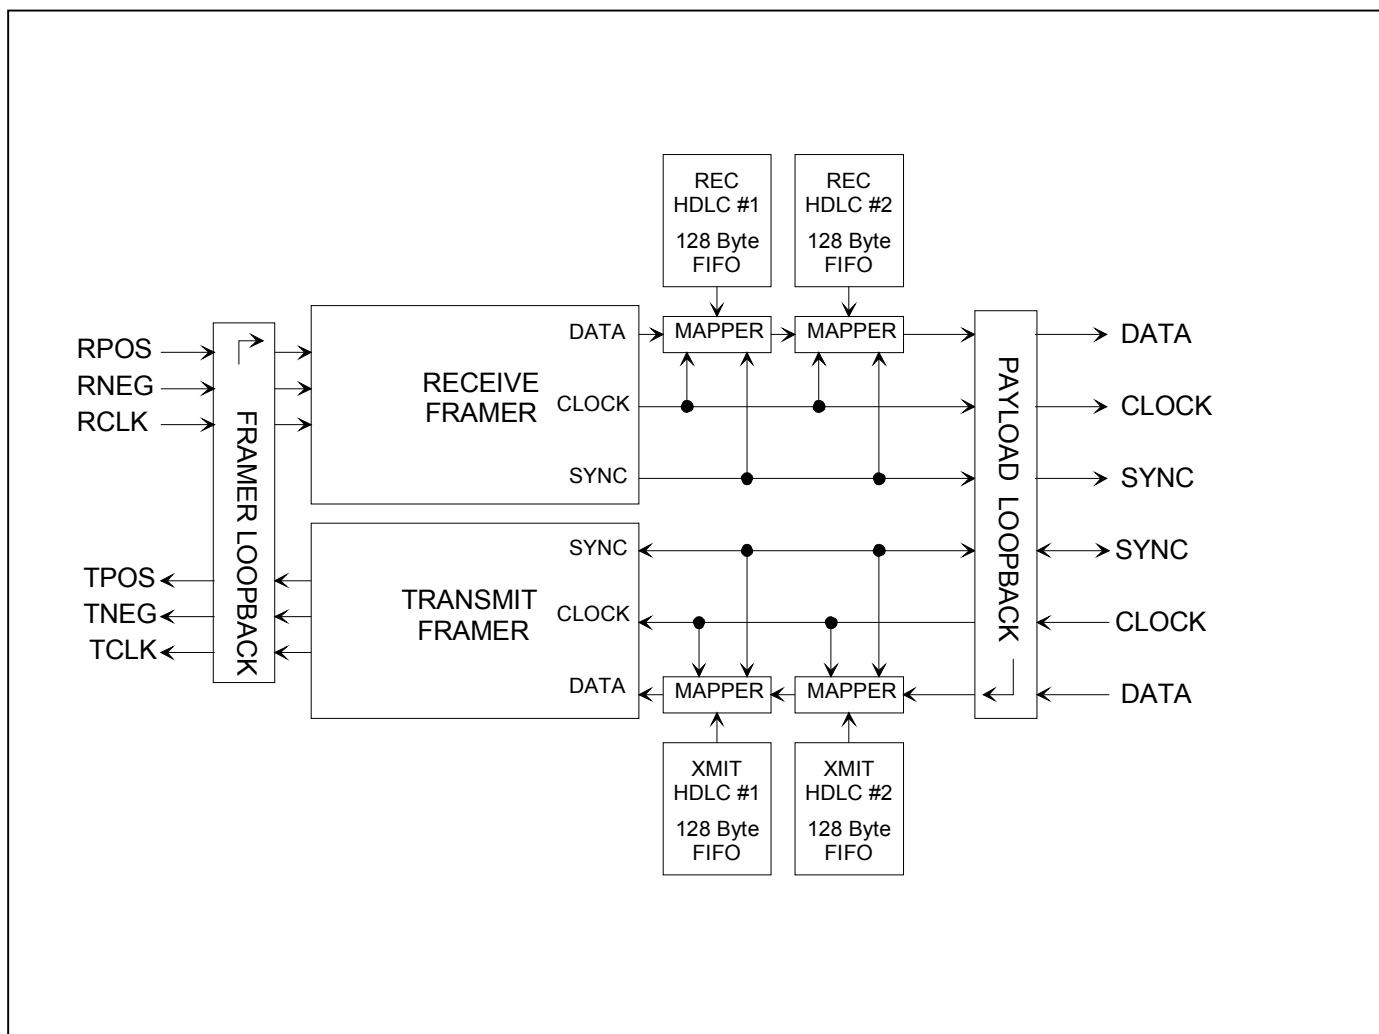 REC
HDLC #1
128 Byte
FIFO
REC
HDLC #2
128 Byte
FIFO
RPOS
RNEG
RCLK
FRAMER LOOPBACK
RECEIVE
FRAMER
DATA
CLOCK
SYNC
MAPPER
MAPPER
PAYLOAD LOOPBACK
DATA
CLOCK
SYNC
TPOS
TNEG
TCLK
TRANSMIT
FRAMER
SYNC
CLOCK
DATA
MAPPER
MAPPER
SYNC
CLOCK
DATA
XMIT
HDLC #1
128 Byte
FIFO
XMIT
HDLC #2
128 Byte
FIFO